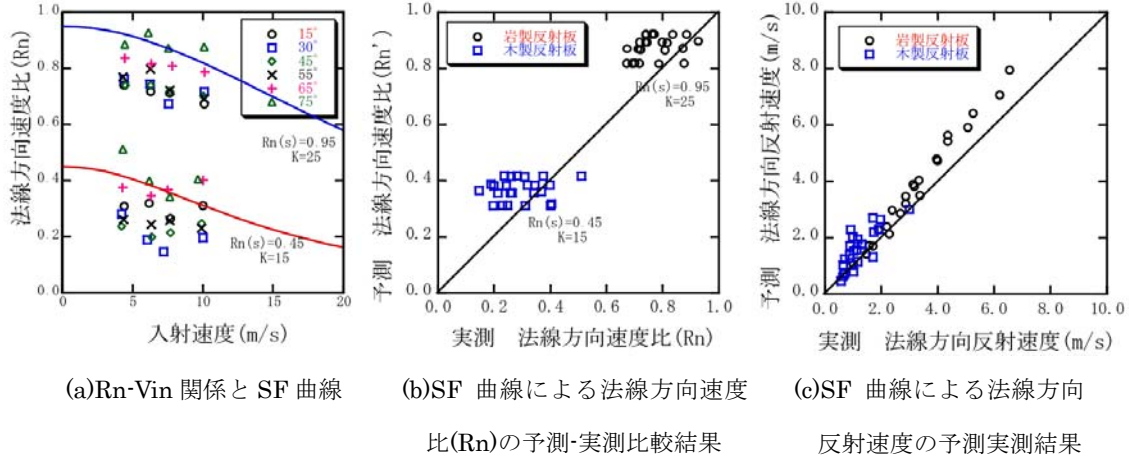 法線方向速度比(Rn)
1.0
0.8
0.6
0.4
0.2
0.0
0
5
10
15
20
入射速度(m/s)
15°
30°
45°
55
65°
75°
Rn(s)=0.95
K=25
Rn(s)=0.45
K=15
(a)Rn-Vin 関係と SF 曲線
予測 法線方向速度比(Rn')
1.0
0.8
0.6
0.4
0.2
0.0
0.0
0.2
0.4
0.6
0.8
1.0
実測 法線方向速度比(Rn)
岩製反射板
木製反射板
Rn(s)=0.95
K=25
Rn(s)=0.45
K=15
(b)SF 曲線による法線方向速度
比(Rn)の予測-実測比較結果
予測 法線方向反射速度(m/s)
10.0
8.0
6.0
4.0
2.0
0.0
0.0
2.0
4.0
6.0
8.0
10.0
実測 法線方向反射速度(m/s)
岩製反射板
木製反射板
(c)SF 曲線による法線方向
反射速度の予測実測結果